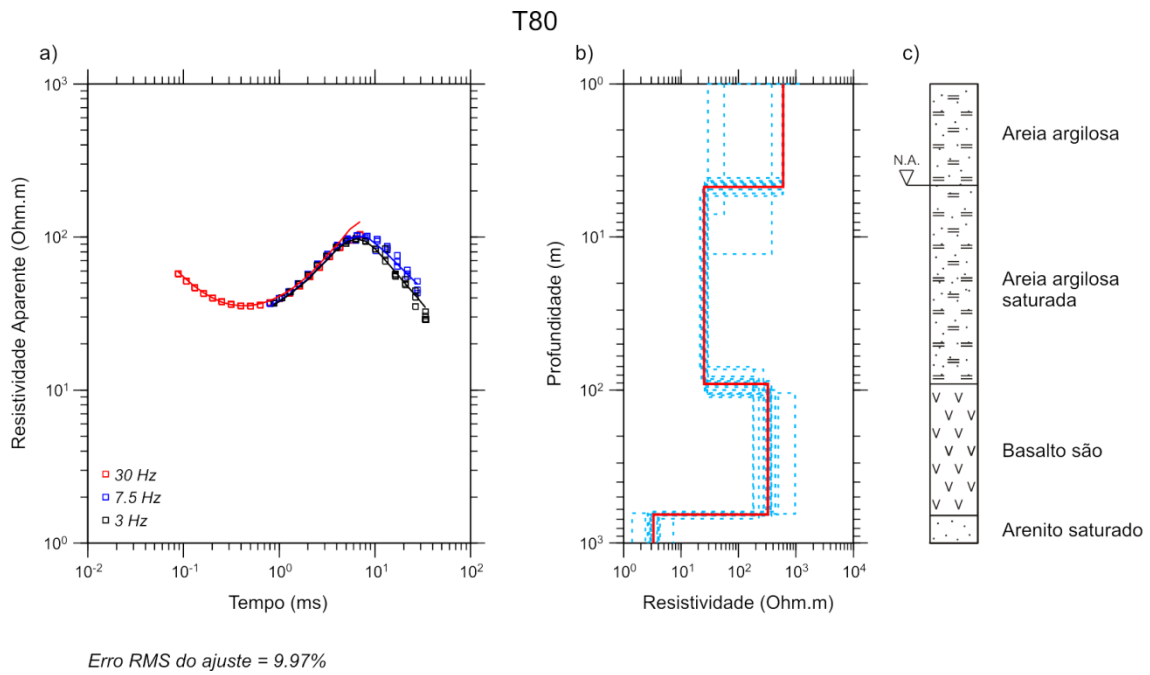 T80
a)
10³
10²
10¹
10⁰
10⁻²
10⁻¹
10⁰
10¹
10²
Resistividade Aparente (Ohm.m)
Tempo (ms)
30 Hz
7.5 Hz
3 Hz
b)
10⁰
10¹
10²
10³
10⁰
10¹
10²
10³
10⁴
Profundidade (m)
Resistividade (Ohm.m)
c)
N.A.
Areia argilosa
Areia argilosa
saturada
Basalto são
Arenito saturado
Erro RMS do ajuste = 9.97%